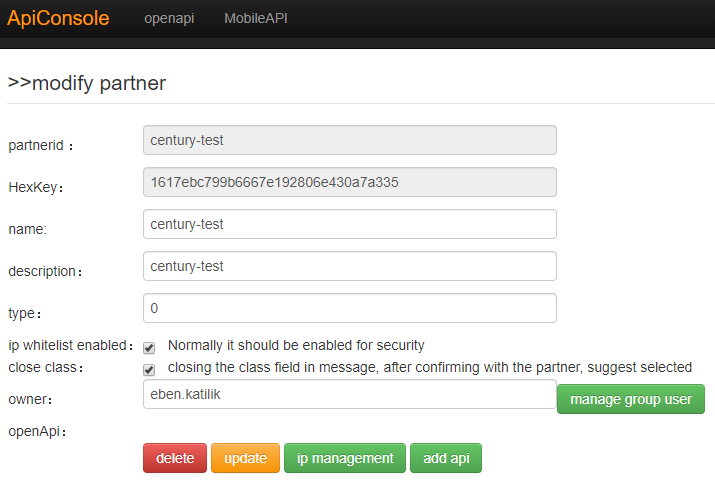 ApiConsole openapi MobileAPI
>>modify partner
partnerid： century-test
HexKey： 1617ebc799b6667e192806e430a7a335
name: century-test
description： century-test
type： 0
ip whitelist enabled： Normally it should be enabled for security
close class： closing the class field in message, after confirming with the partner, suggest selected
owner： eben.katilik manage group user
openApi：
delete update ip management add api